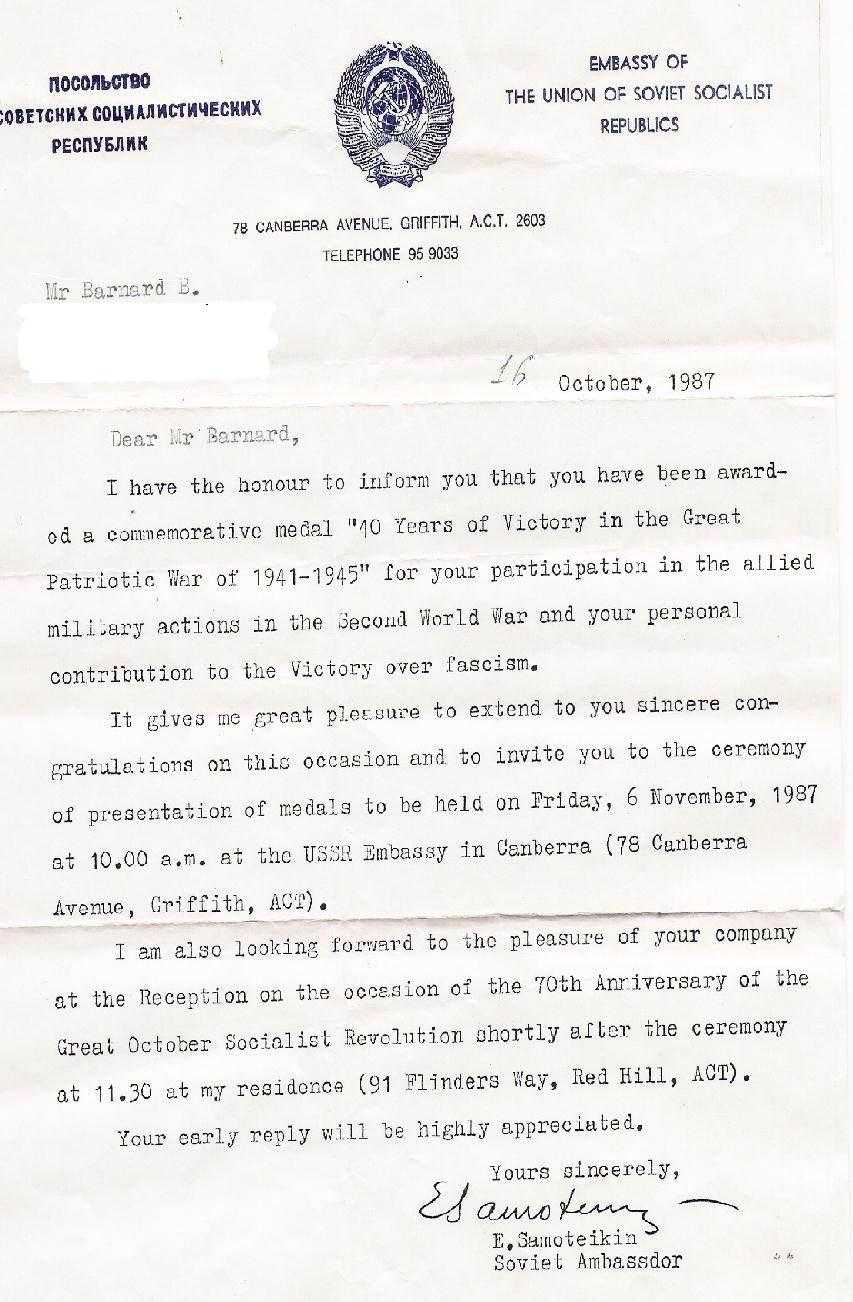 ПОСОЛЬСТВО
СОВЕТСКИХ СОЦИАЛИСТИЧЕСКИХ
РЕСПУБЛИК
EMBASSY OF
THE UNION OF SOVIET SOCIALIST
REPUBLICS
78 CANBERRA AVENUE, GRIFFITH, A.C.T. 2603
TELEPHONE 95 9033
Mr Barnard B.
16 October, 1987
Dear Mr Barnard,
I have the honour to inform you that you have been award-
ed a commemorative medal "40 Years of Victory in the Great
Patriotic War of 1941-1945" for your participation in the allied
military actions in the Second World War and your personal
contribution to the Victory over fascism.
It gives me great pleasure to extend to you sincere con-
gratulations on this occasion and to invite you to the ceremony
of presentation of medals to be held on Friday, 6 November, 1987
at 10.00 a.m. at the USSR Embassy in Canberra (78 Canberra
Avenue, Griffith, ACT).
I am also looking forward to the pleasure of your company
at the Reception on the occasion of the 70th Anniversary of the
Great October Socialist Revolution shortly after the ceremony
at 11.30 at my residence (91 Flinders Way, Red Hill, ACT).
Your early reply will be highly appreciated.
Yours sincerely,
E.Samoteikin
Soviet Ambassdor